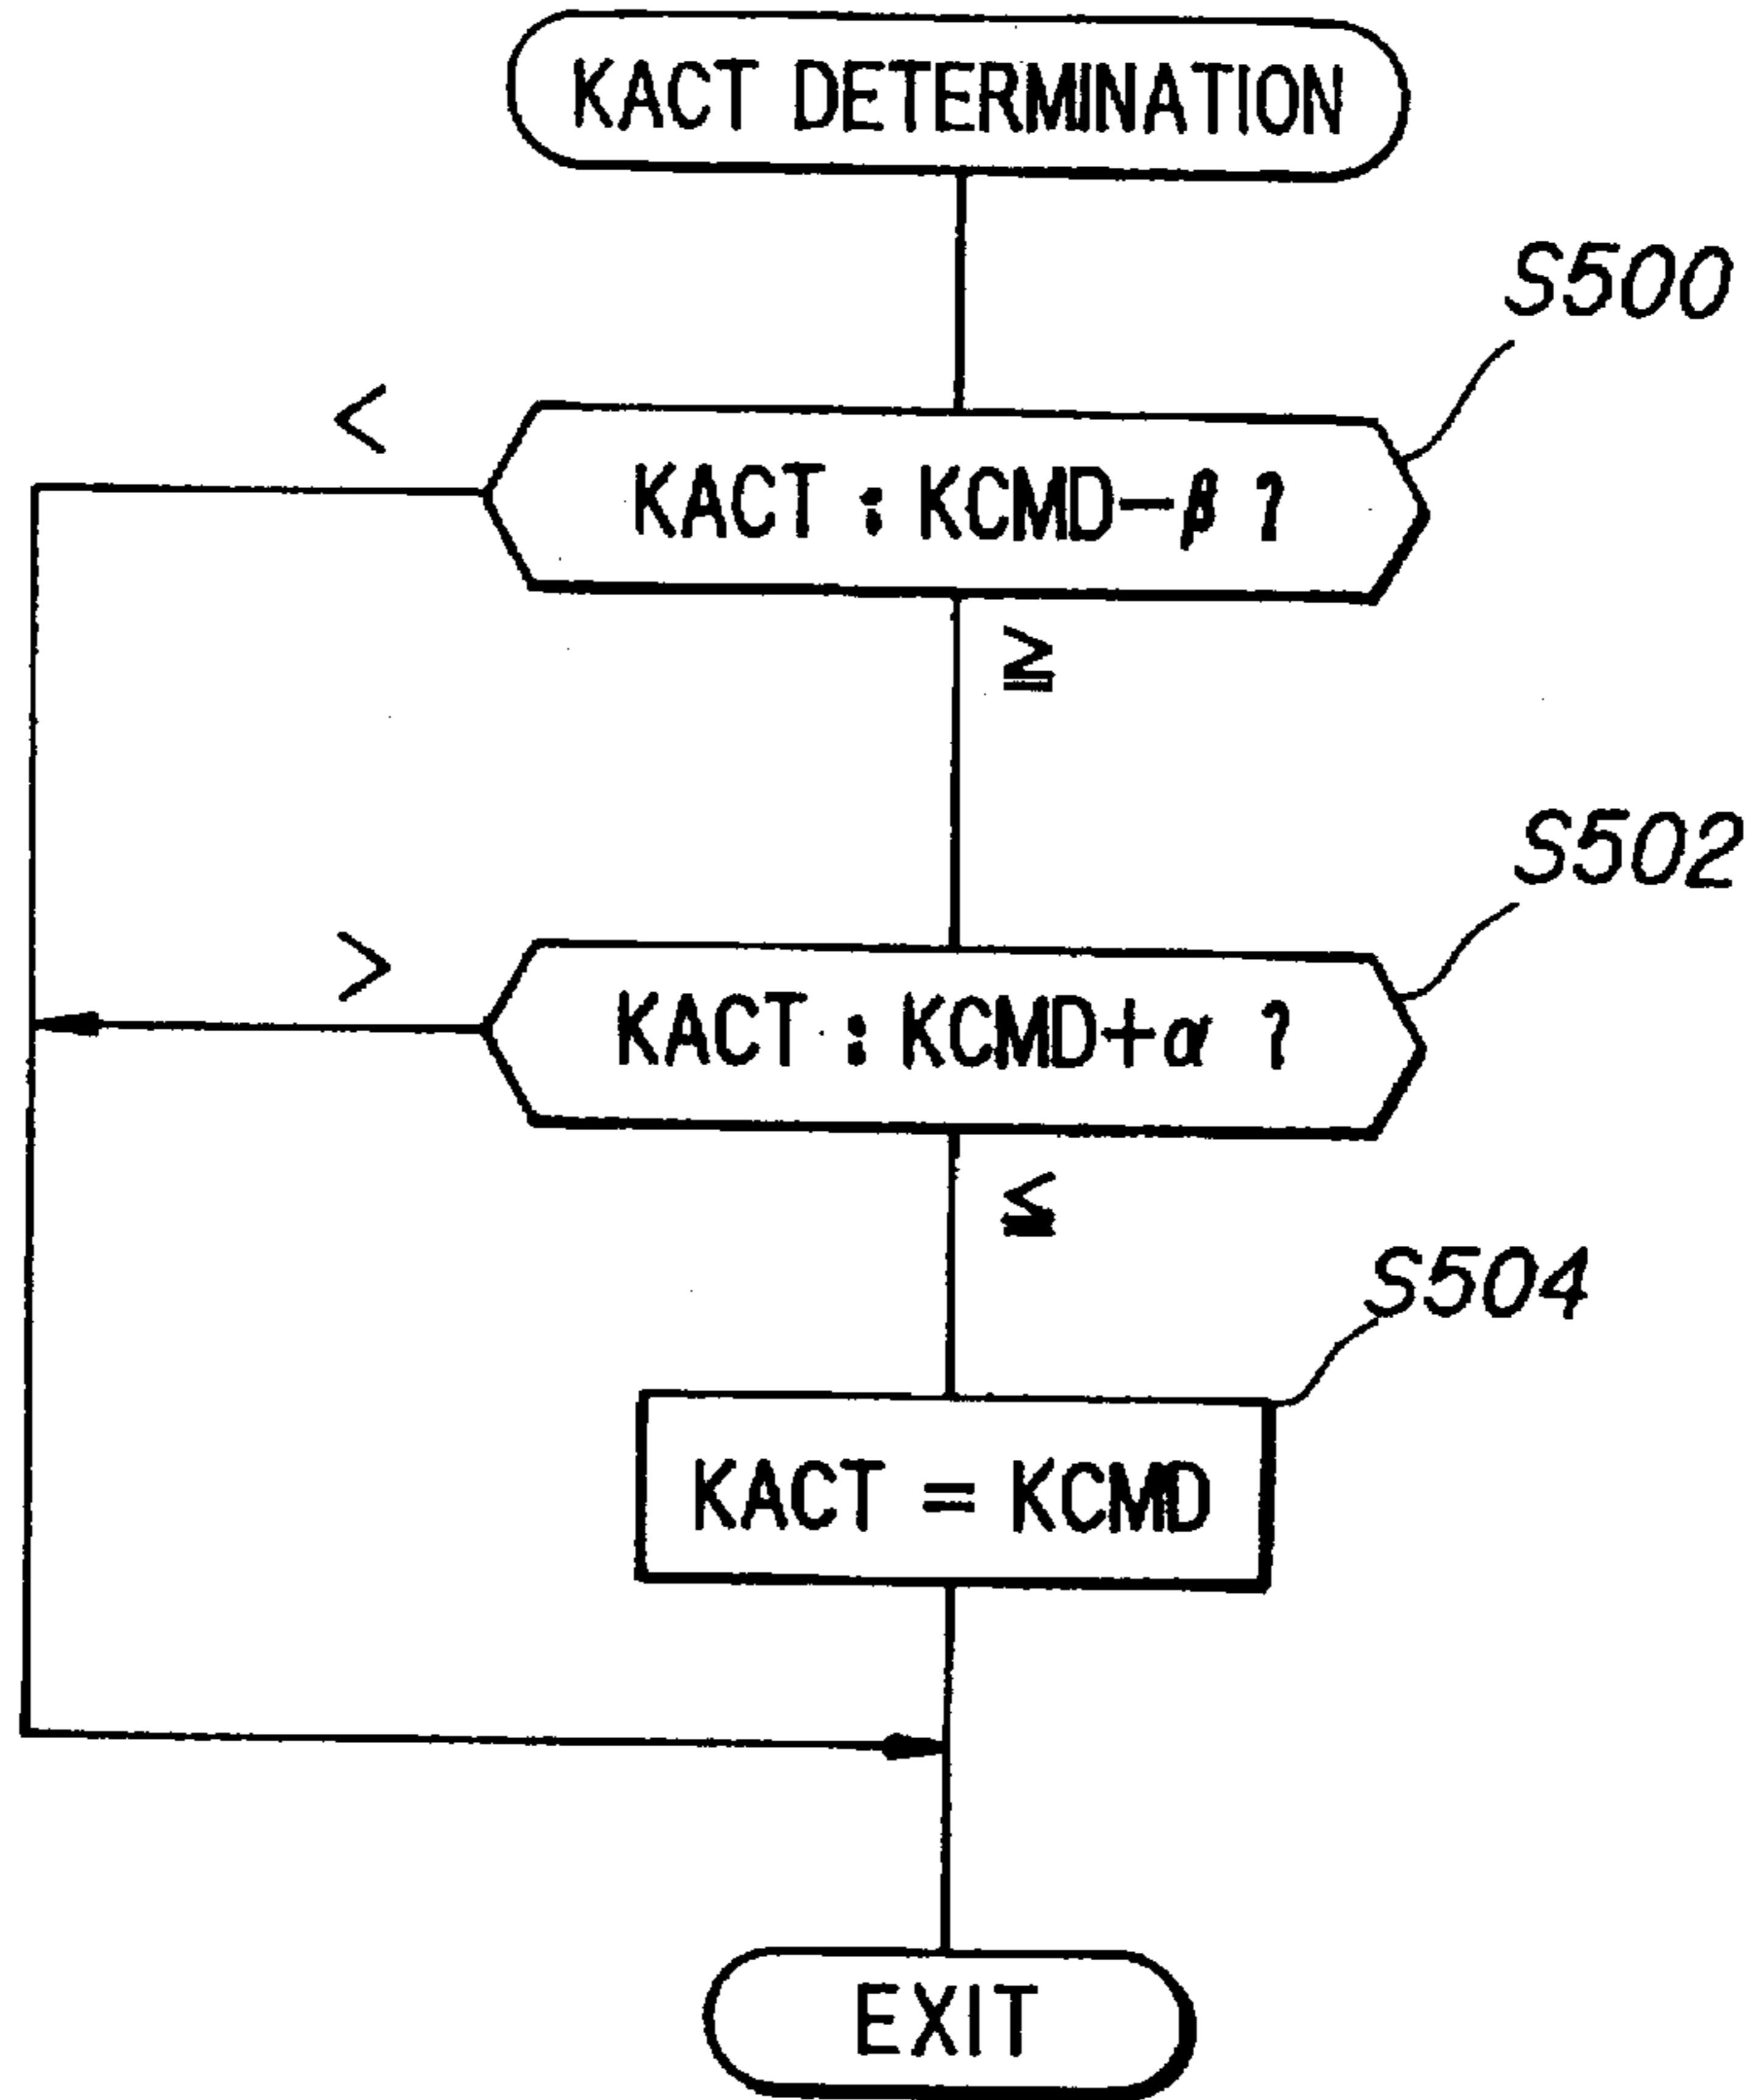 KACT DETERMINATION
S500
<
KACT : KCMD-β ?
≧
S502
>
KACT : KCMD+α ?
≦
S504
KACT = KCMD
EXIT